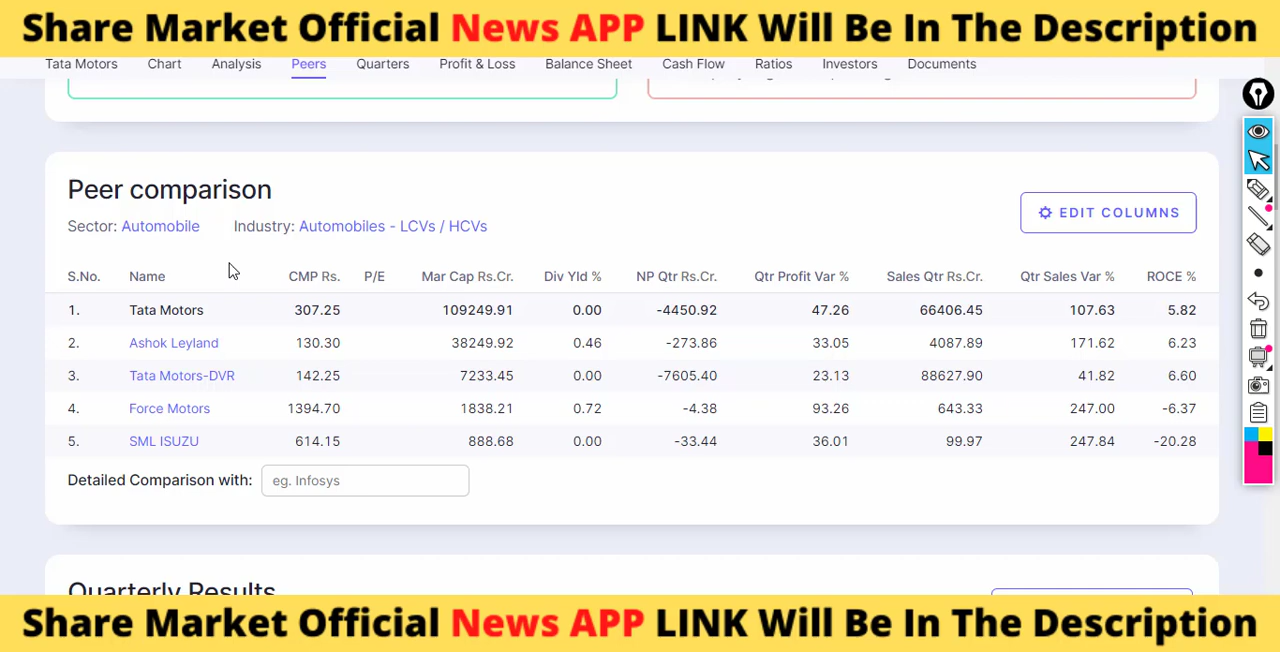 Share Market Official News APP LINK Will Be In The Description
Tata Motors Chart Analysis Peers Quarters Profit & Loss Balance Sheet Cash Flow Ratios Investors Documents
Peer comparison
Sector: Automobile Industry: Automobiles - LCVs / HCVs
EDIT COLUMNS
S.No. Name CMP Rs. P/E Mar Cap Rs.Cr. Div Yld % NP Qtr Rs.Cr. Qtr Profit Var % Sales Qtr Rs.Cr. Qtr Sales Var % ROCE %
1. Tata Motors 307.25 109249.91 0.00 -4450.92 47.26 66406.45 107.63 5.82
2. Ashok Leyland 130.30 38249.92 0.46 -273.86 33.05 4087.89 171.62 6.23
3. Tata Motors-DVR 142.25 7233.45 0.00 -7605.40 23.13 88627.90 41.82 6.60
4. Force Motors 1394.70 1838.21 0.72 -4.38 93.26 643.33 247.00 -6.37
5. SML ISUZU 614.15 888.68 0.00 -33.44 36.01 99.97 247.84 -20.28
Detailed Comparison with: eg. Infosys
Quarterly Results
Share Market Official News APP LINK Will Be In The Description